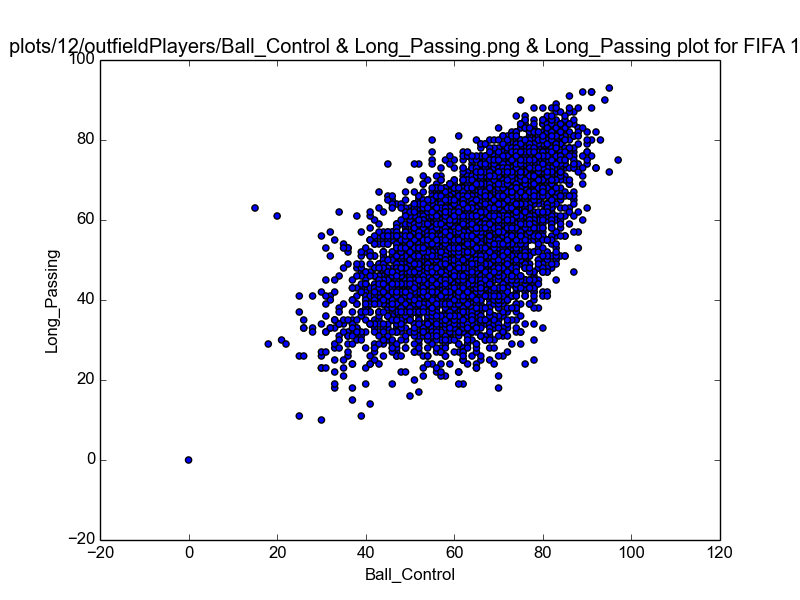 plots/12/outfieldPlayers/Ball_Control & Long_Passing.png & Long_Passing plot for FIFA 1
100
80
60
40
20
0
−20
Long_Passing
−20 0 20 40 60 80 100 120
Ball_Control